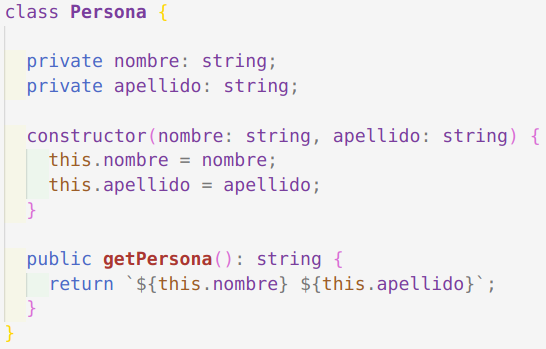 class Persona {
private nombre: string;
private apellido: string;
constructor(nombre: string, apellido: string) {
this.nombre = nombre;
this.apellido = apellido;
}
public getPersona(): string {
return `${this.nombre} ${this.apellido}`;
}
}